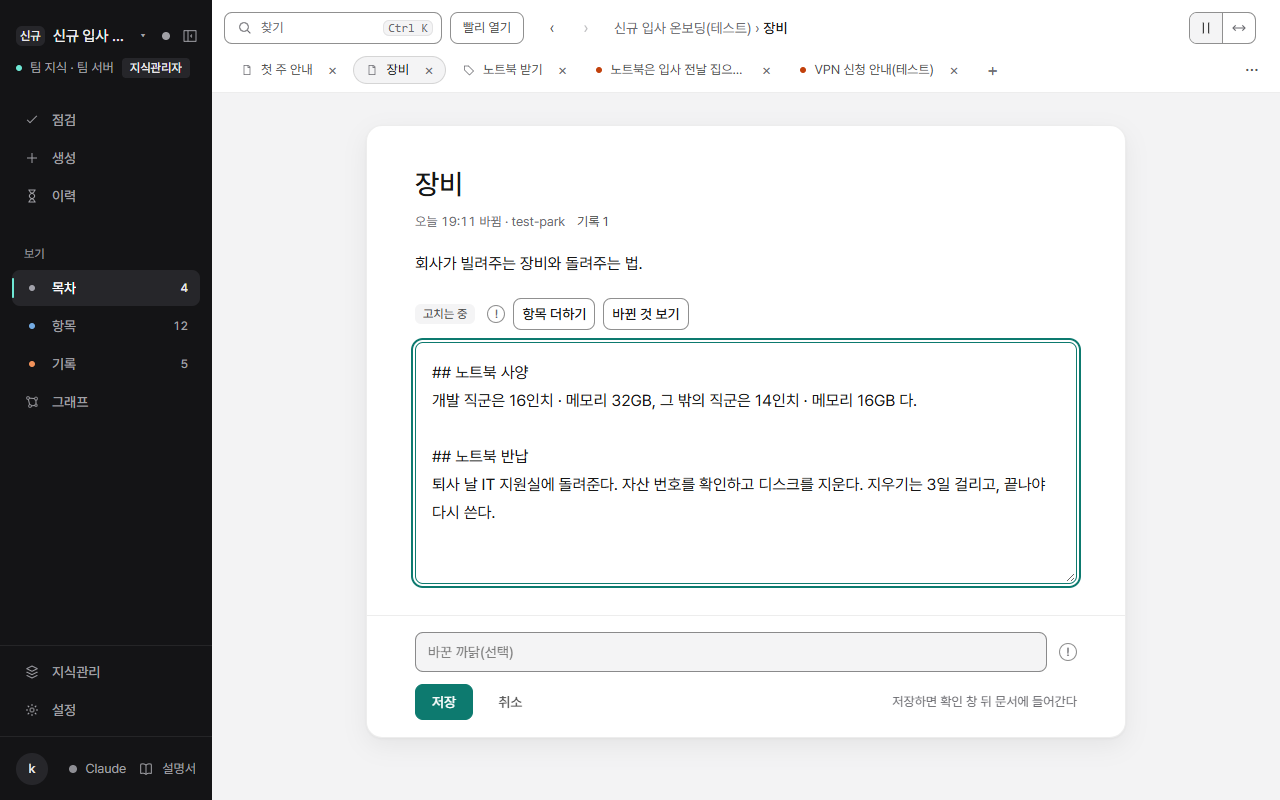 신규 신규 입사 ...
팀 지식 · 팀 서버 지식관리자
점검
생성
이력
보기
목차 4
항목 12
기록 5
그래프
지식관리
설정
k Claude 설명서
찾기 Ctrl K 빨리 열기 ‹ › 신규 입사 온보딩(테스트) › 장비
첫 주 안내 × 장비 × 노트북 받기 × 노트북은 입사 전날 집으... × VPN 신청 안내(테스트) × +
장비
오늘 19:11 바뀜 · test-park 기록 1
회사가 빌려주는 장비와 돌려주는 법.
고치는 중 ! 항목 더하기 바뀐 것 보기
## 노트북 사양
개발 직군은 16인치 · 메모리 32GB, 그 밖의 직군은 14인치 · 메모리 16GB 다.
## 노트북 반납
퇴사 날 IT 지원실에 돌려준다. 자산 번호를 확인하고 디스크를 지운다. 지우기는 3일 걸리고, 끝나야
다시 쓴다.
바꾼 까닭(선택) !
저장 취소 저장하면 확인 창 뒤 문서에 들어간다